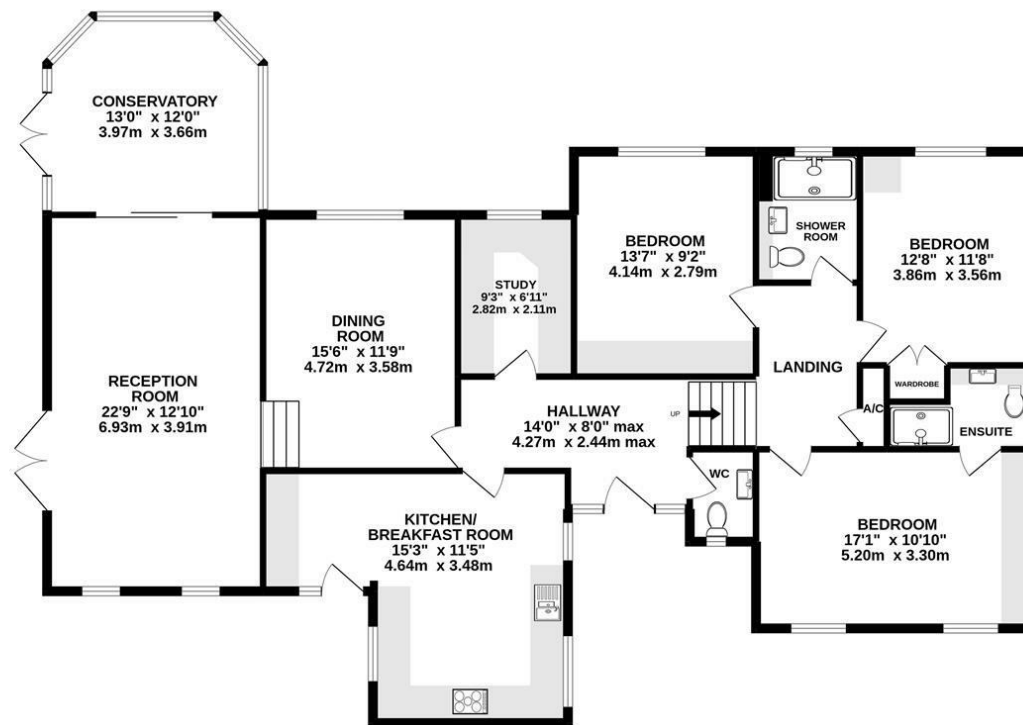 CONSERVATORY
13'0" x 12'0"
3.97m x 3.66m
RECEPTION
ROOM
22'9" x 12'10"
6.93m x 3.91m
DINING
ROOM
15'6" x 11'9"
4.72m x 3.58m
STUDY
9'3" x 6'11"
2.82m x 2.11m
KITCHEN/
BREAKFAST ROOM
15'3" x 11'5"
4.64m x 3.48m
HALLWAY
14'0" x 8'0" max
4.27m x 2.44m max
UP
WC
BEDROOM
13'7" x 9'2"
4.14m x 2.79m
SHOWER
ROOM
LANDING
BEDROOM
12'8" x 11'8"
3.86m x 3.56m
WARDROBE
A/C
ENSUITE
BEDROOM
17'1" x 10'10"
5.20m x 3.30m